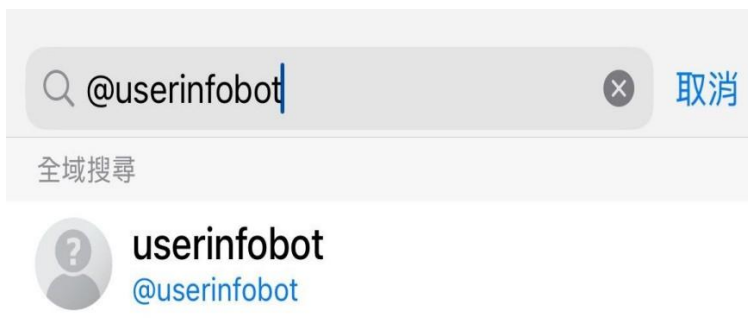 @userinfobot 取消
全域搜尋
userinfobot
@userinfobot